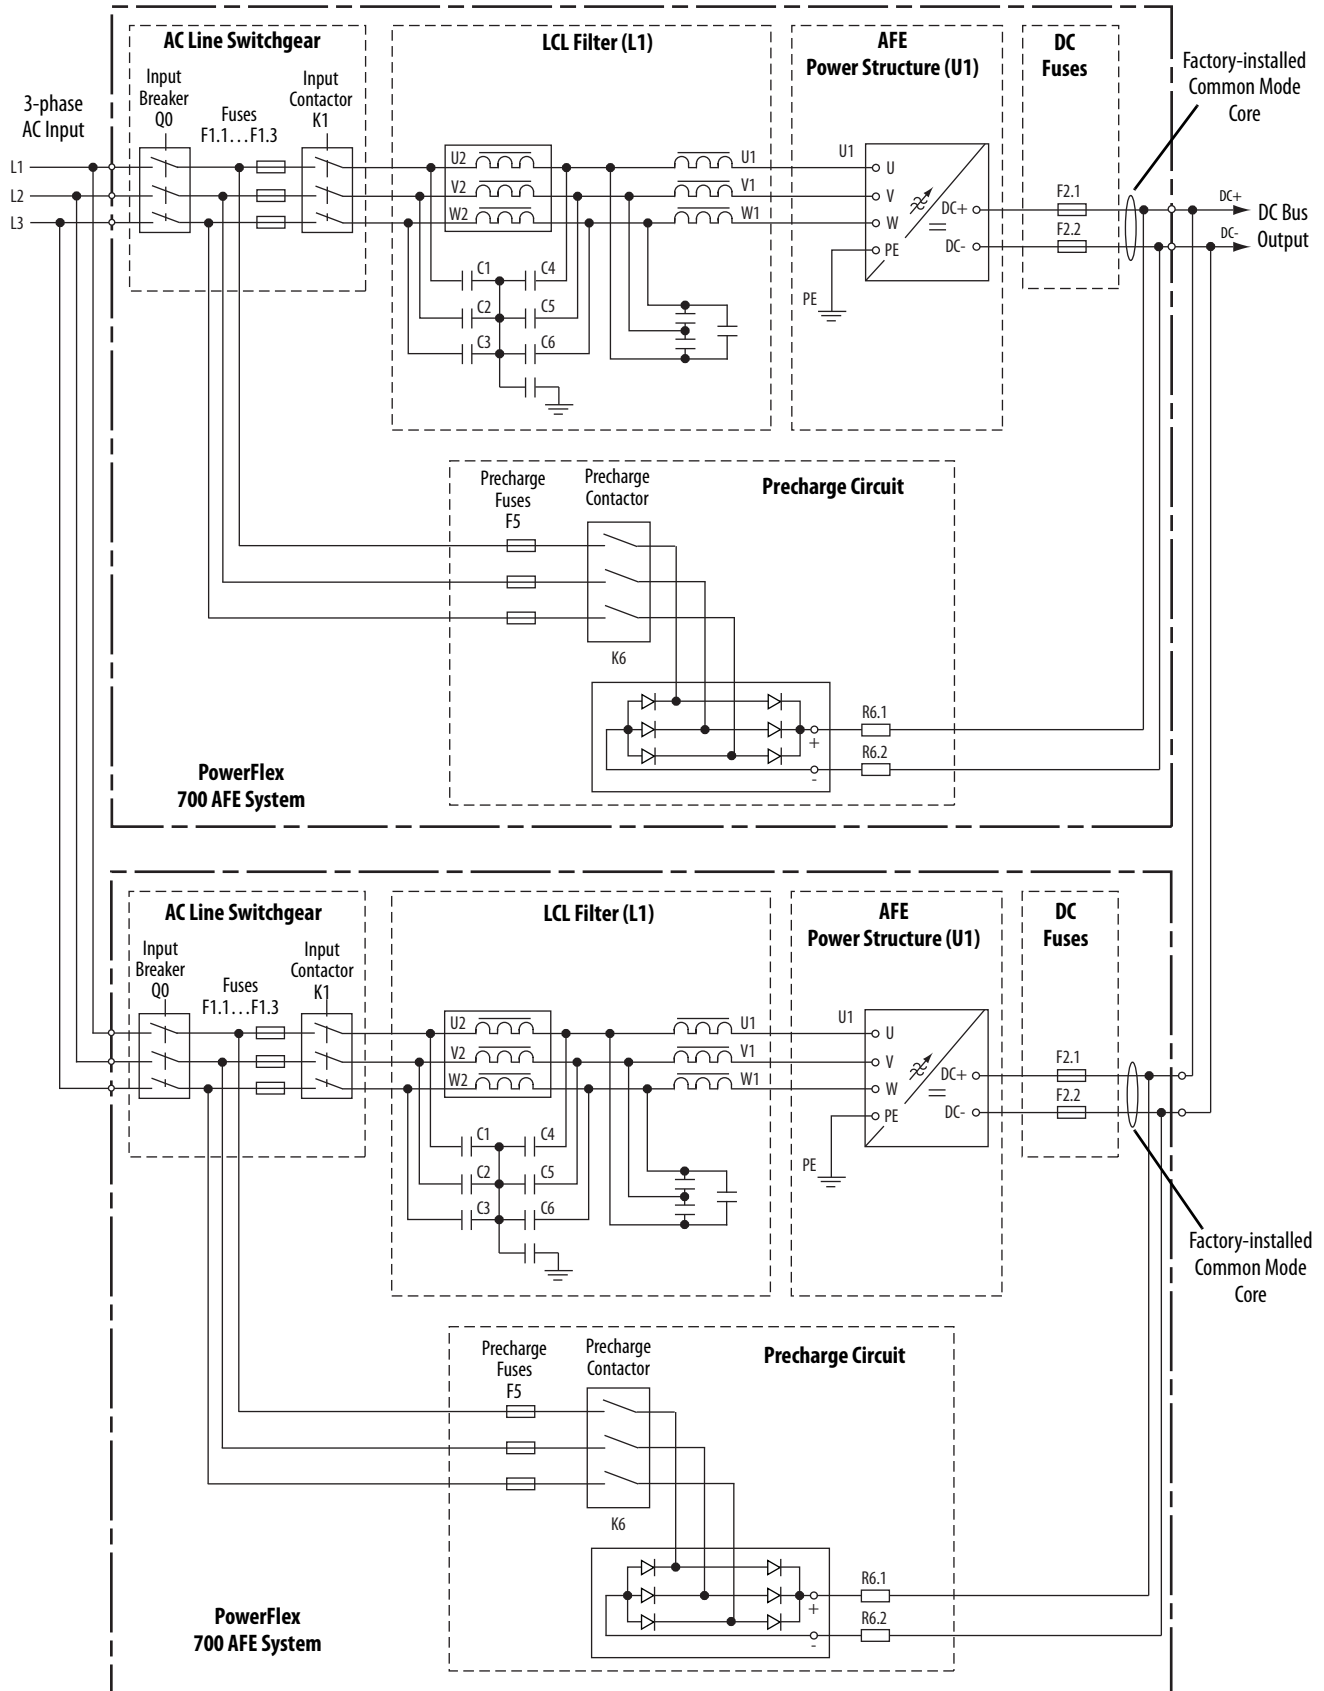 AC Line Switchgear
LCL Filter (L1)
AFE
Power Structure (U1)
DC
Fuses
Factory-installed
Common Mode
Core
3-phase
AC Input
Input
Breaker
Q0
Fuses
F1.1...F1.3
Input
Contactor
K1
L1
L2
L3
U2
V2
W2
U1
V1
W1
C1
C4
C2
C5
C3
C6
U1
U
V
W
PE
DC+
DC-
PE
F2.1
F2.2
DC+
DC-
DC Bus
Output
Precharge
Fuses
F5
Precharge
Contactor
Precharge Circuit
K6
+
-
R6.1
R6.2
PowerFlex
700 AFE System
AC Line Switchgear
LCL Filter (L1)
AFE
Power Structure (U1)
DC
Fuses
Input
Breaker
Q0
Fuses
F1.1...F1.3
Input
Contactor
K1
U2
V2
W2
U1
V1
W1
C1
C4
C2
C5
C3
C6
U1
U
V
W
PE
DC+
DC-
PE
F2.1
F2.2
Factory-installed
Common Mode
Core
Precharge
Fuses
F5
Precharge
Contactor
Precharge Circuit
K6
+
-
R6.1
R6.2
PowerFlex
700 AFE System